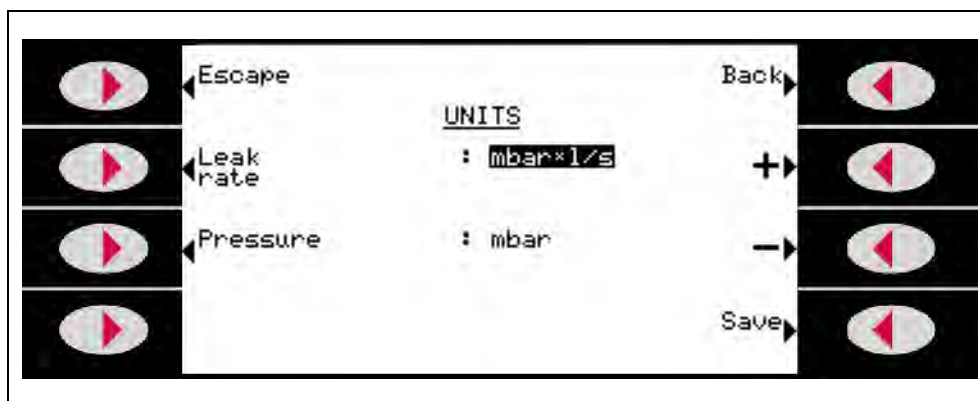 Escape
Back
UNITS
Leak
rate
: mbar*l/s
+
Pressure
: mbar
-
Save